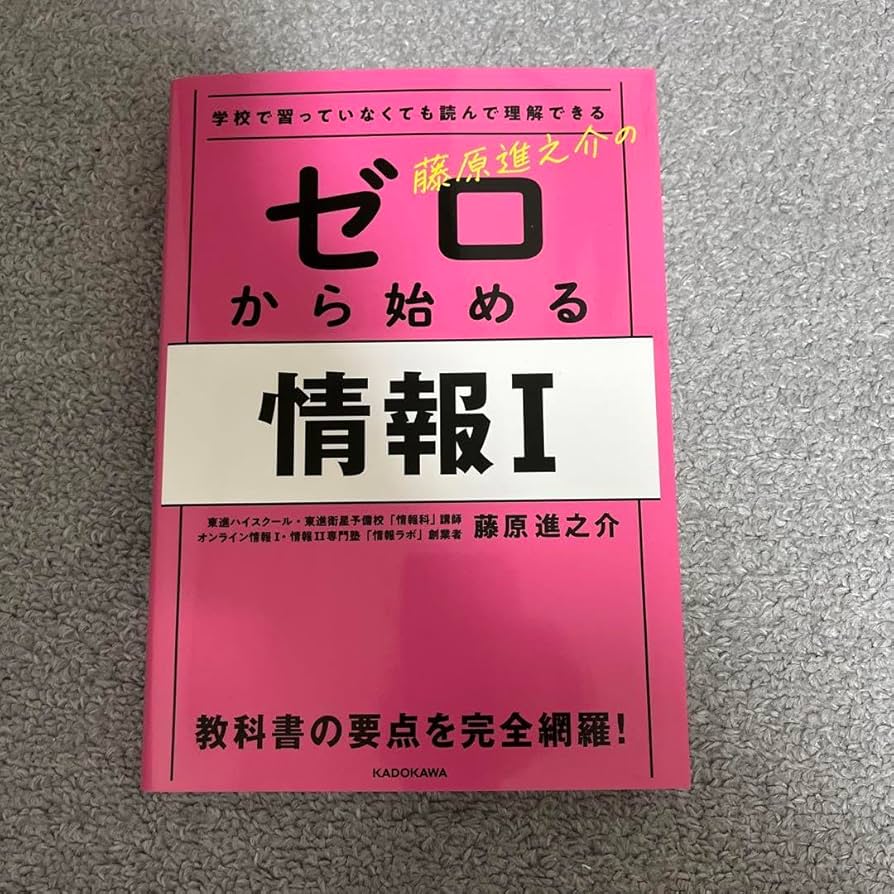 学校で習っていなくても読んで理解できる
藤原進之介の
ゼロ
から始める
情報I
東進ハイスクール・東進衛星予備校「情報科」講師
オンライン情報I・情報II専門塾「情報ラボ」創業者
藤原進之介
教科書の要点を完全網羅!
KADOKAWA